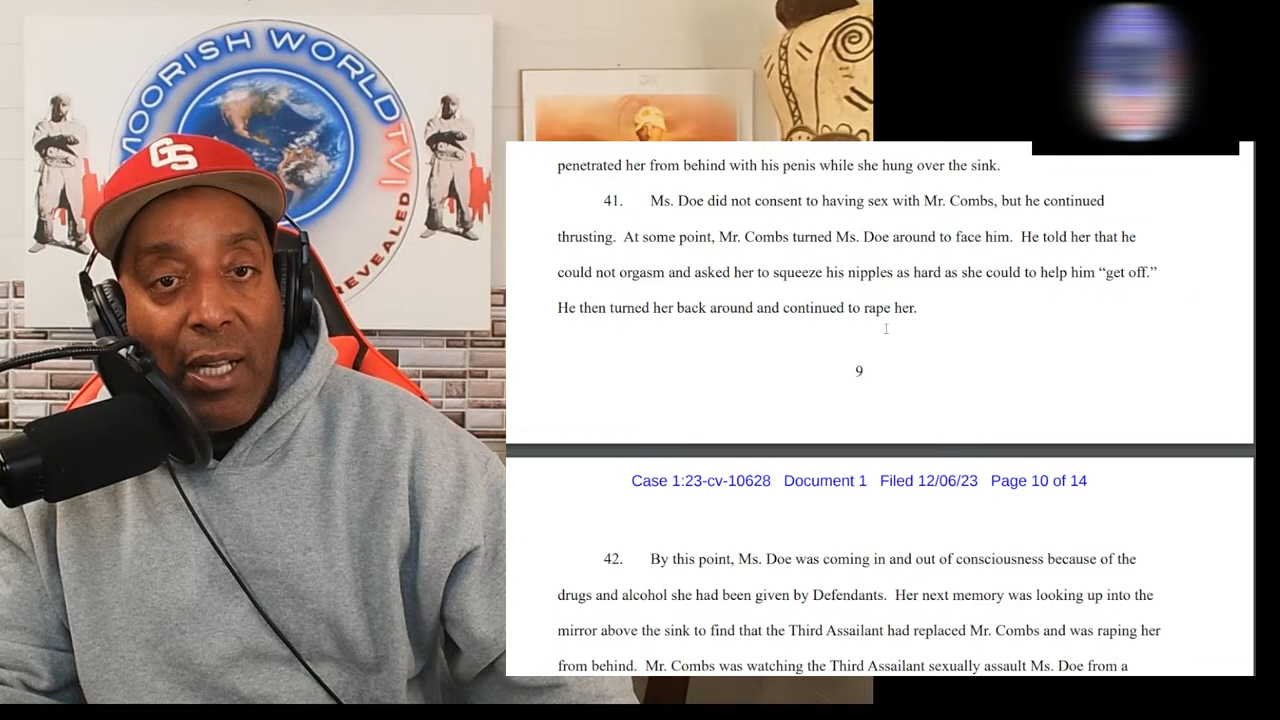 MOORISH WORLD TV
REVEALED
GS
penetrated her from behind with his penis while she hung over the sink.
41. Ms. Doe did not consent to having sex with Mr. Combs, but he continued
thrusting. At some point, Mr. Combs turned Ms. Doe around to face him. He told her that he
could not orgasm and asked her to squeeze his nipples as hard as she could to help him “get off.”
He then turned her back around and continued to rape her.
9
Case 1:23-cv-10628 Document 1 Filed 12/06/23 Page 10 of 14
42. By this point, Ms. Doe was coming in and out of consciousness because of the
drugs and alcohol she had been given by Defendants. Her next memory was looking up into the
mirror above the sink to find that the Third Assailant had replaced Mr. Combs and was raping her
from behind. Mr. Combs was watching the Third Assailant sexually assault Ms. Doe from a